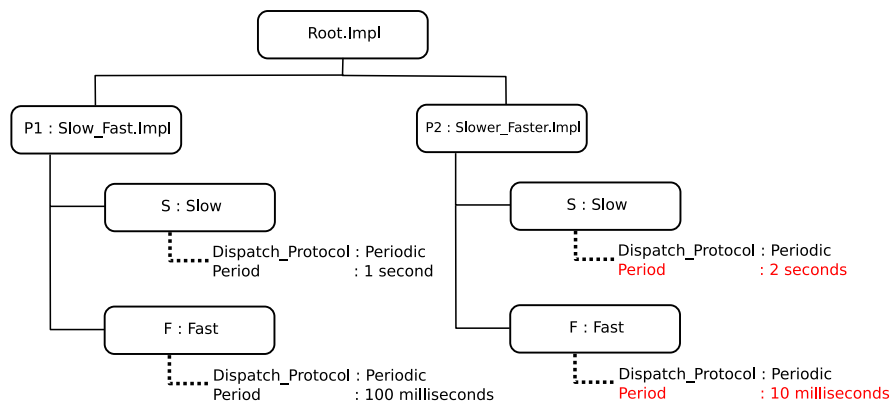 Root.Impl
P1 : Slow_Fast.Impl
P2 : Slower_Faster.Impl
S : Slow
Dispatch_Protocol : Periodic
Period : 1 second
F : Fast
Dispatch_Protocol : Periodic
Period : 100 milliseconds
S : Slow
Dispatch_Protocol : Periodic
Period : 2 seconds
F : Fast
Dispatch_Protocol : Periodic
Period : 10 milliseconds